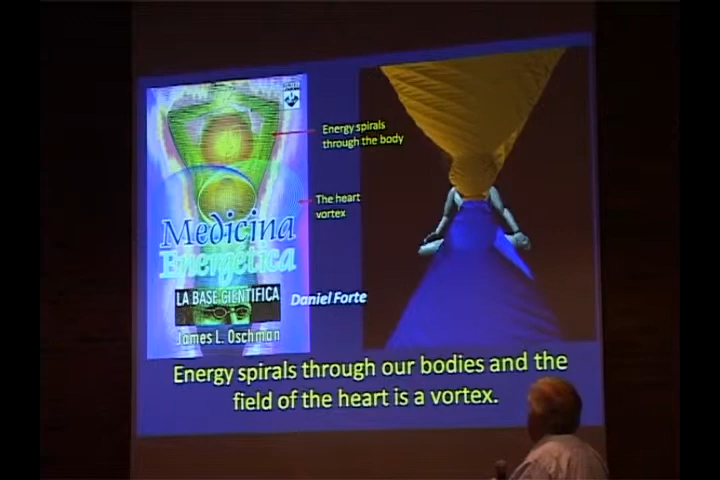 Energy spirals
through the body
The heart
vortex
Medicina
Energética
LA BASE CIENTIFICA
James L. Oschman
Daniel Forte
Energy spirals through our bodies and the
field of the heart is a vortex.